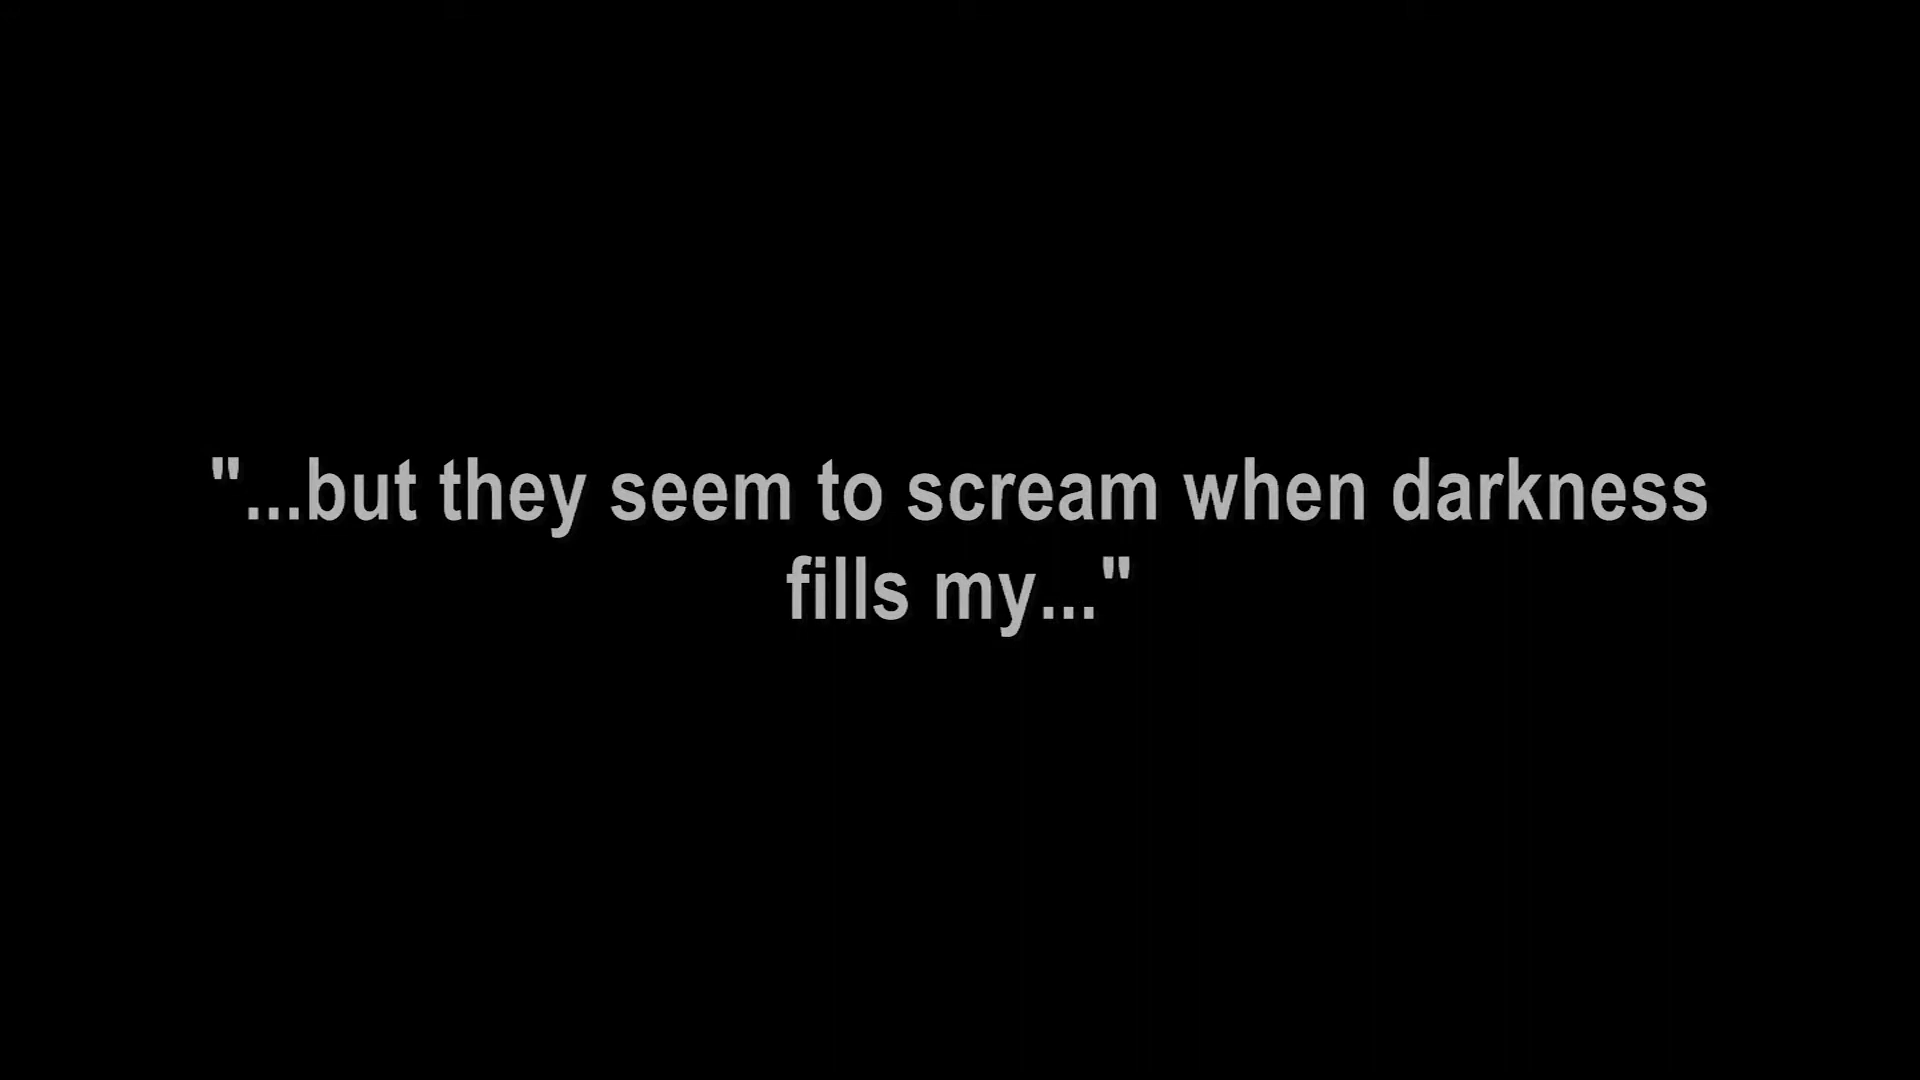 "...but they seem to scream when darkness
fills my..."